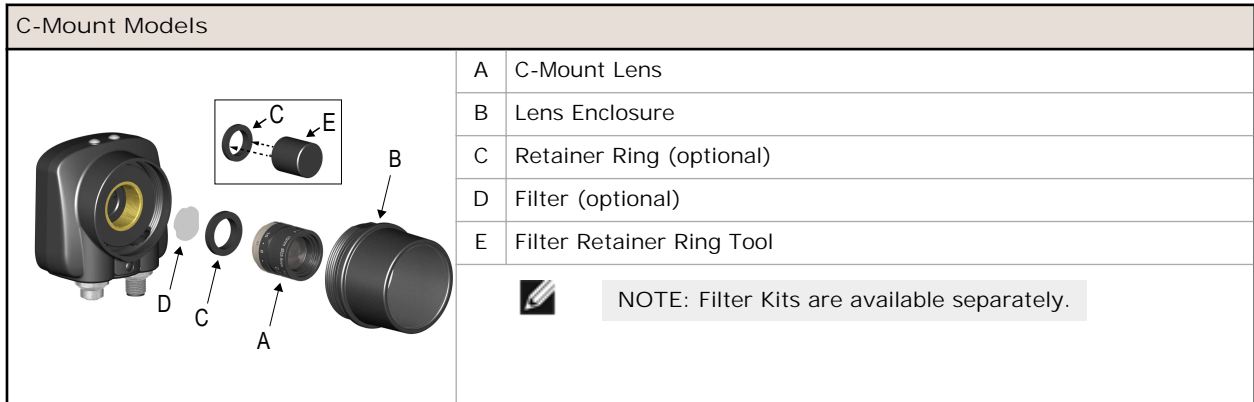 C-Mount Models
A C-Mount Lens
B Lens Enclosure
C Retainer Ring (optional)
D Filter (optional)
E Filter Retainer Ring Tool
NOTE: Filter Kits are available separately.
C
E
B
D
C
A